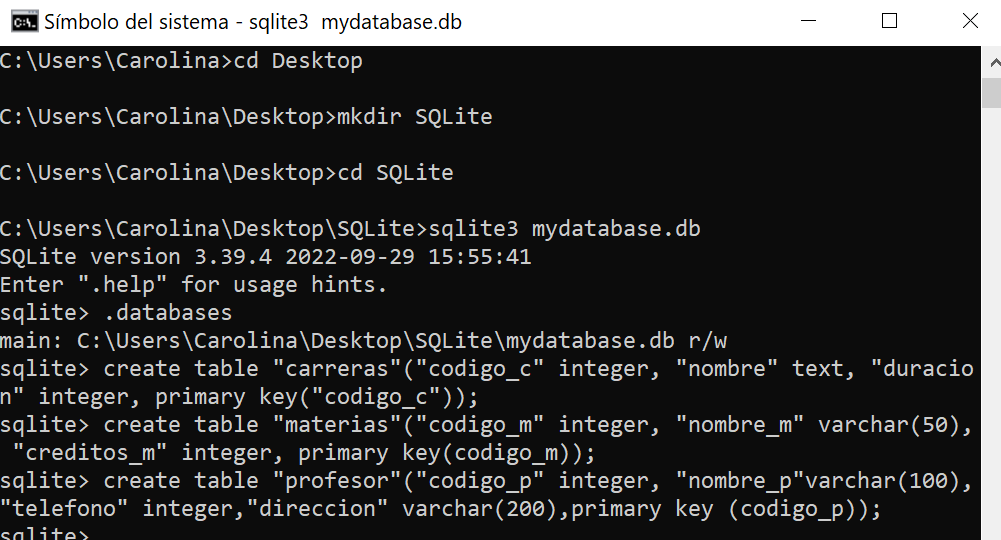 Símbolo del sistema - sqlite3  mydatabase.db
C:\Users\Carolina>cd Desktop
C:\Users\Carolina\Desktop>mkdir SQLite
C:\Users\Carolina\Desktop>cd SQLite
C:\Users\Carolina\Desktop\SQLite>sqlite3 mydatabase.db
SQLite version 3.39.4 2022-09-29 15:55:41
Enter ".help" for usage hints.
sqlite> .databases
main: C:\Users\Carolina\Desktop\SQLite\mydatabase.db r/w
sqlite> create table "carreras"("codigo_c" integer, "nombre" text, "duracio
n" integer, primary key("codigo_c"));
sqlite> create table "materias"("codigo_m" integer, "nombre_m" varchar(50),
 "creditos_m" integer, primary key(codigo_m));
sqlite> create table "profesor"("codigo_p" integer, "nombre_p"varchar(100),
"telefono" integer,"direccion" varchar(200),primary key (codigo_p));
sqlite>